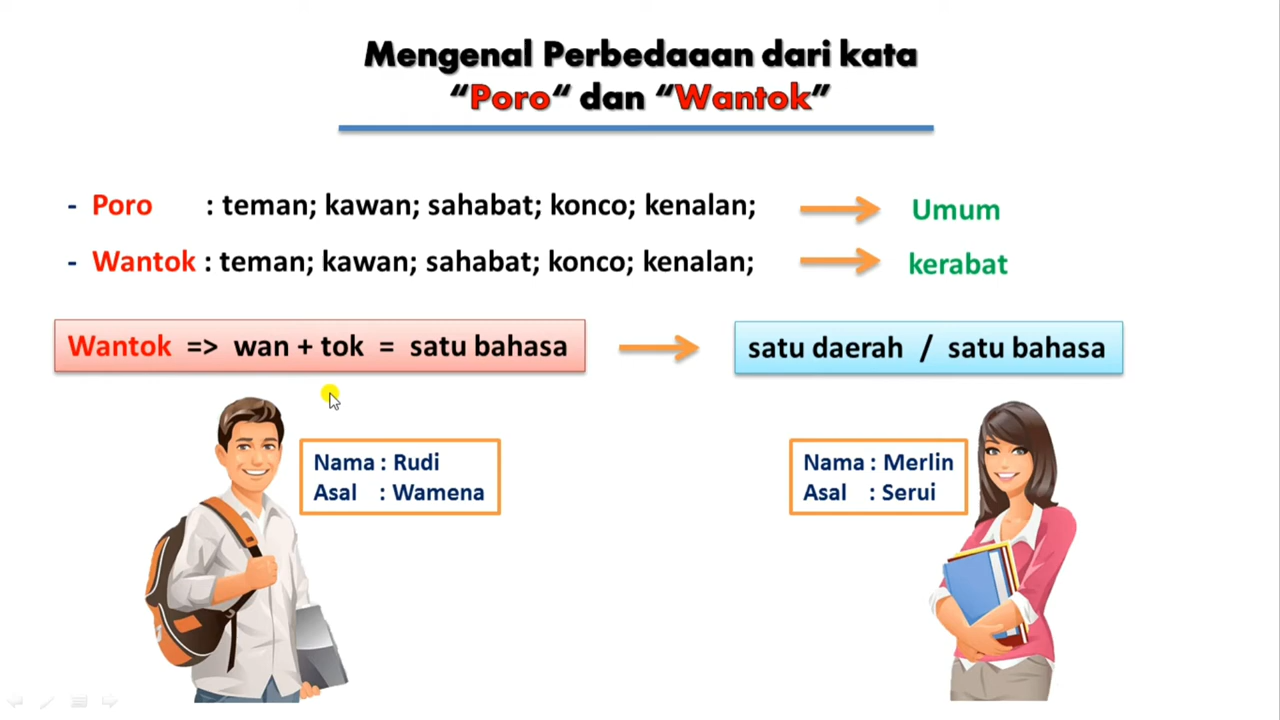 Mengenal Perbedaaan dari kata
“Poro“ dan “Wantok”
- Poro : teman; kawan; sahabat; konco; kenalan; Umum
- Wantok : teman; kawan; sahabat; konco; kenalan; kerabat
Wantok => wan + tok = satu bahasa
satu daerah / satu bahasa
Nama : Rudi
Asal : Wamena
Nama : Merlin
Asal : Serui